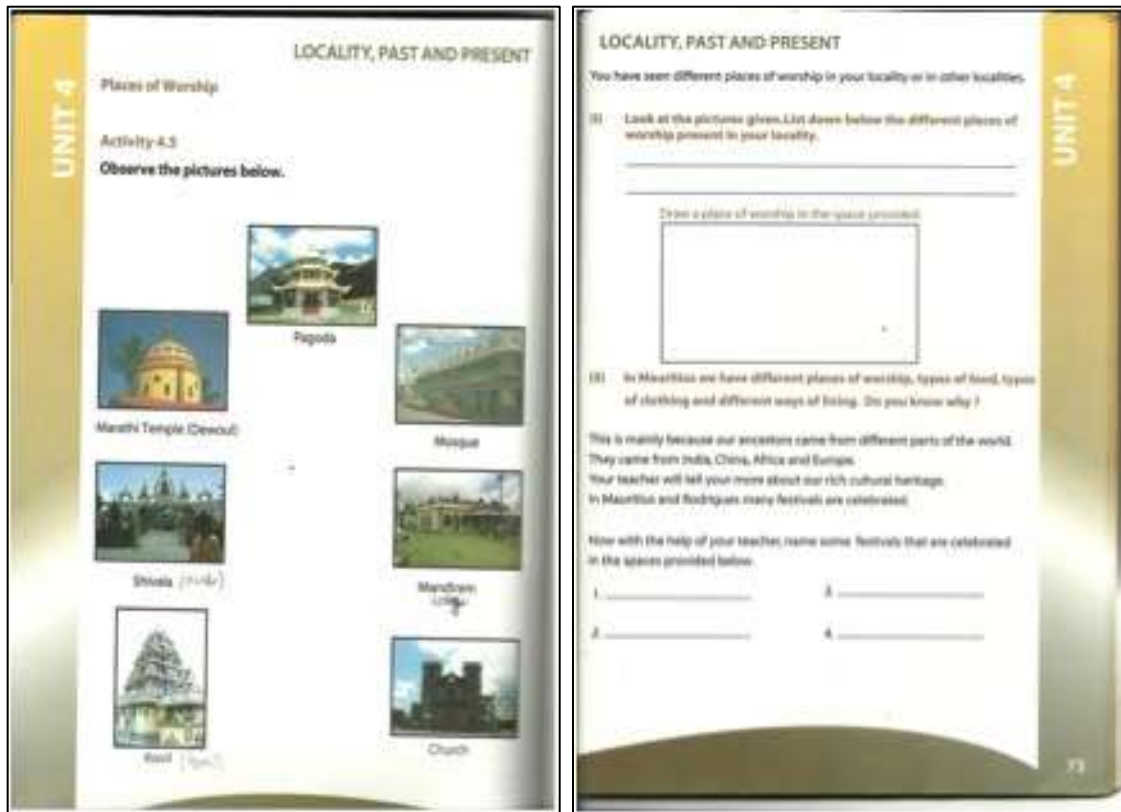 LOCALITY, PAST AND PRESENT
UNIT 4
Places of Worship
Activity 4.5
Observe the pictures below.
Pagoda
Marathi Temple (Dewoul)
Mosque
Shivala
Mandiram
Kovil
Church
LOCALITY, PAST AND PRESENT
UNIT 4
You have seen different places of worship in your locality or in other localities.
(i) Look at the pictures given. List down below the different places of
worship present in your locality.
Draw a place of worship in the space provided.
(ii) In Mauritius we have different places of worship, types of food, types
of clothing and different ways of living. Do you know why ?
This is mainly because our ancestors came from different parts of the world.
They came from India, China, Africa and Europe.
Your teacher will tell your more about our rich cultural heritage.
In Mauritius and Rodrigues many festivals are celebrated.
Now with the help of your teacher, name some festivals that are celebrated
in the spaces provided below.
1. 3.
2. 4.
73